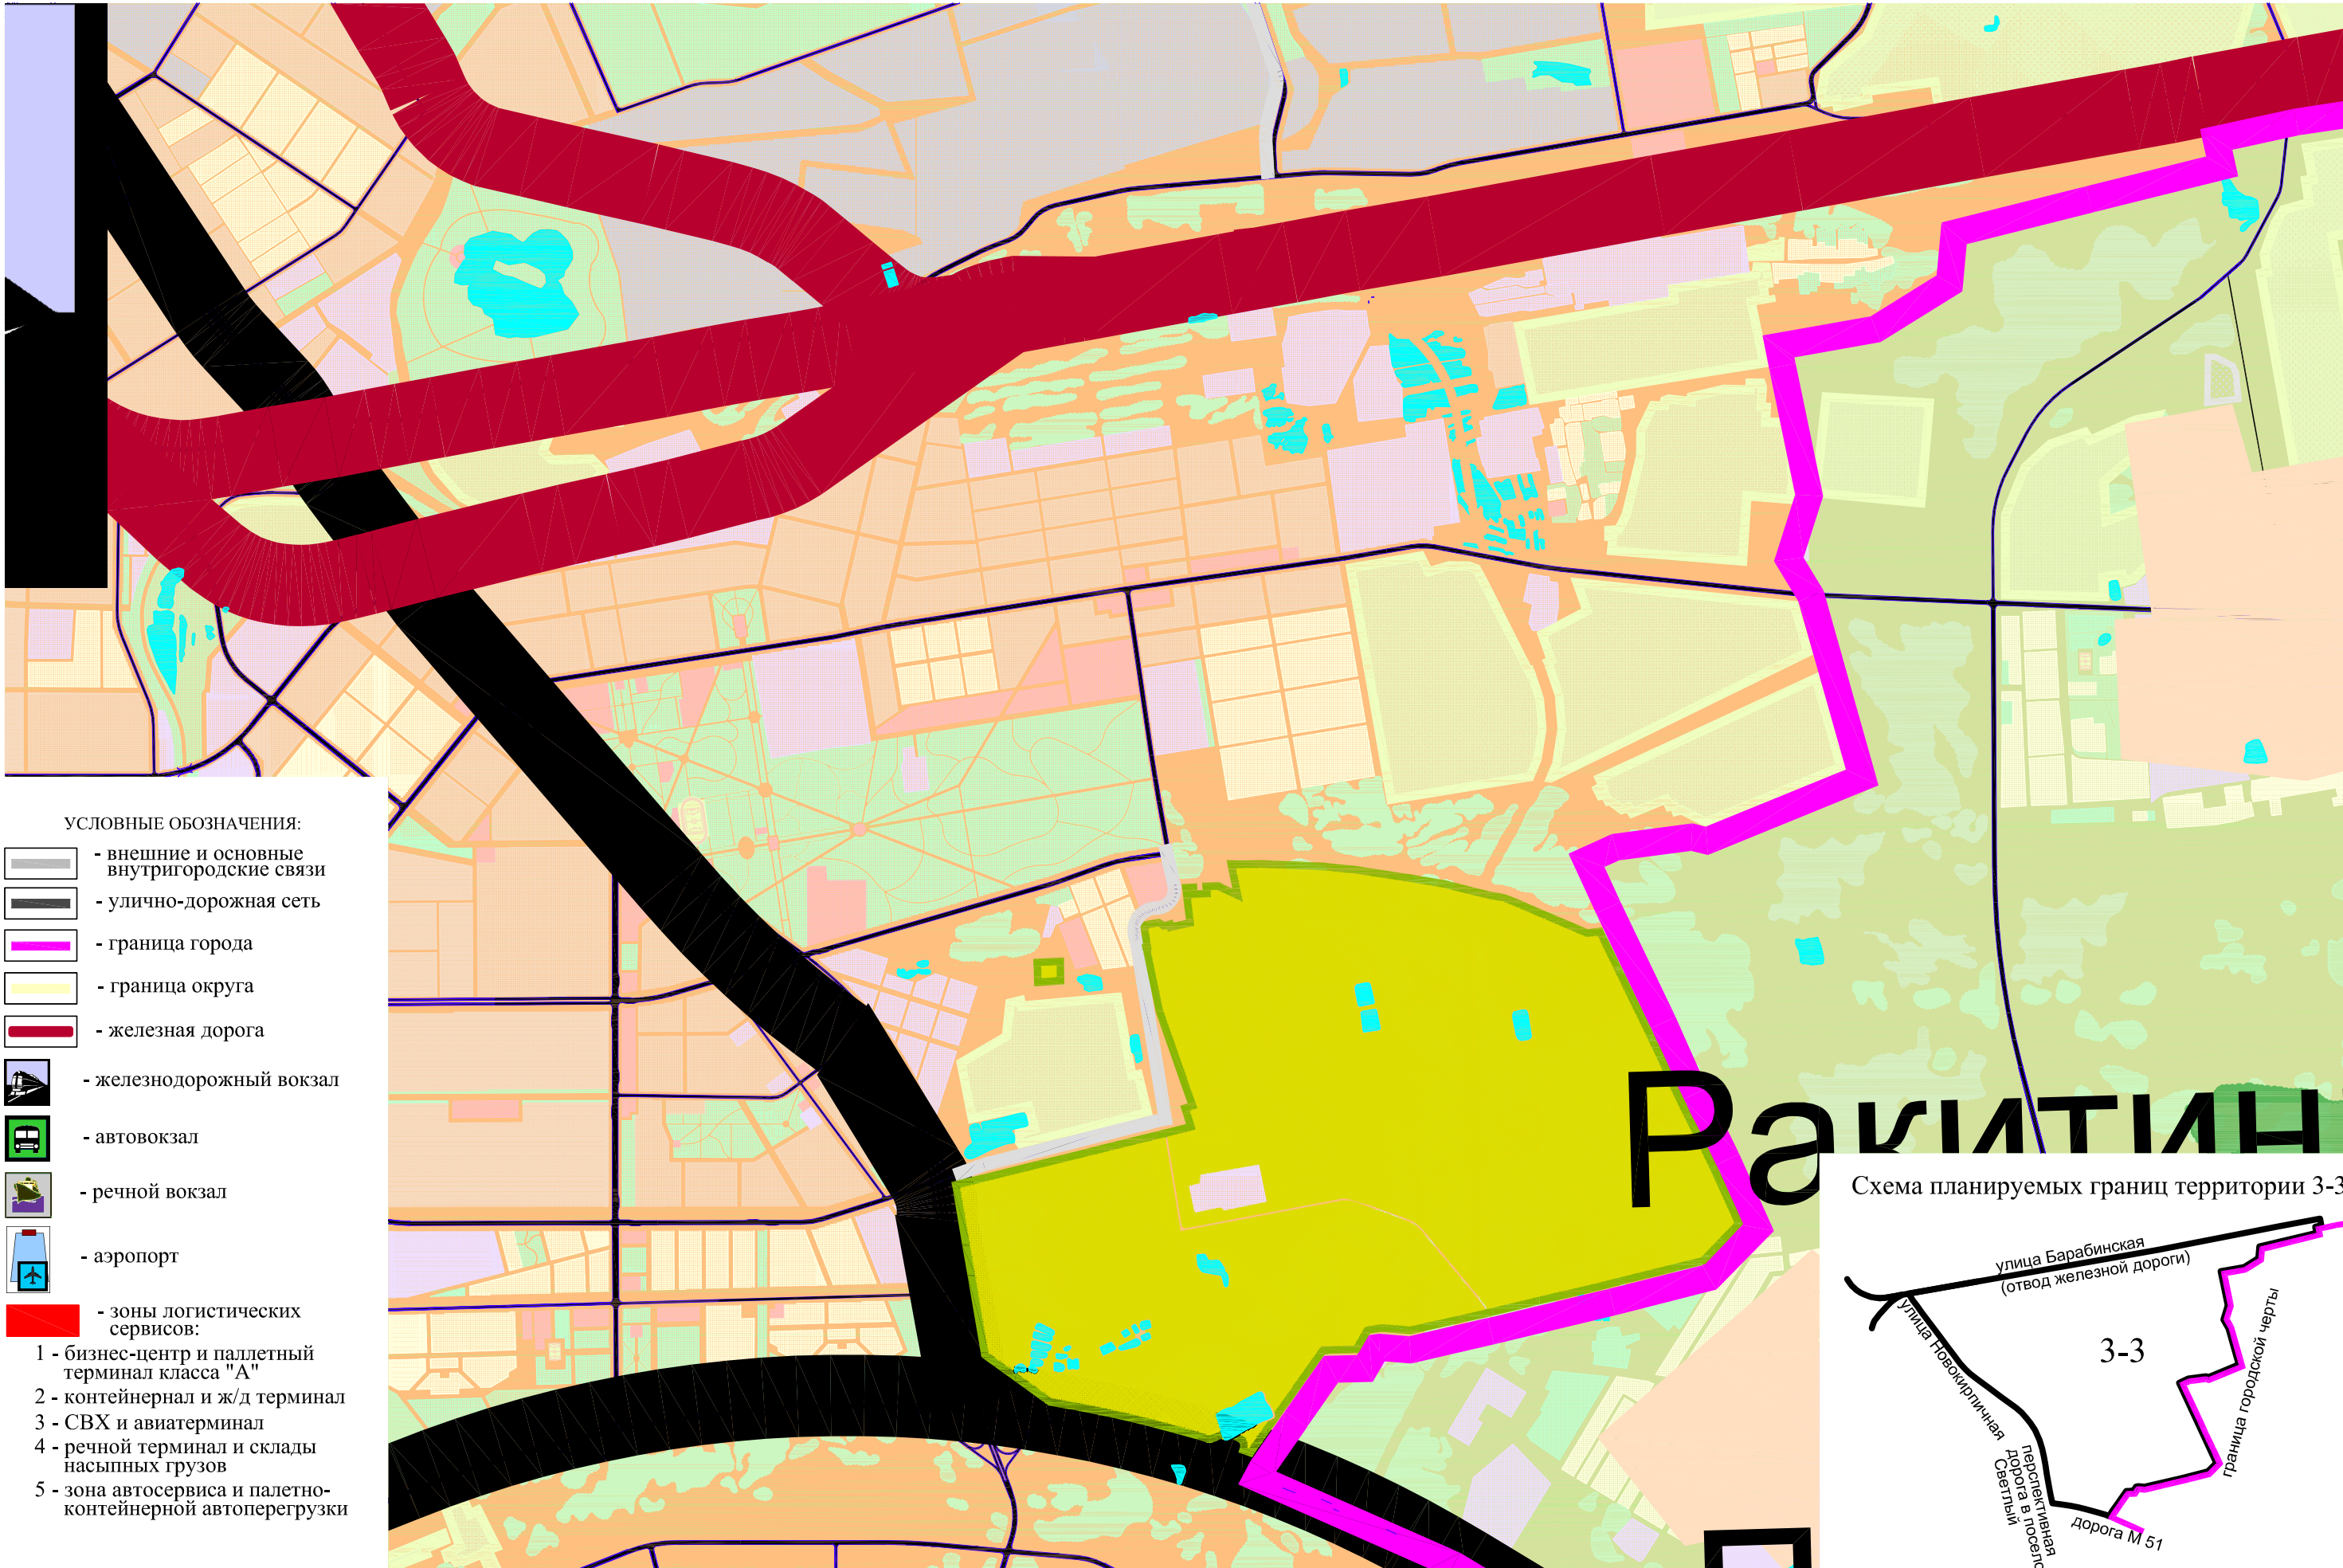 УСЛОВНЫЕ ОБОЗНАЧЕНИЯ:
- внешние и основные
внутригородские связи
- улично-дорожная сеть
- граница города
- граница округа
- железная дорога
- железнодорожный вокзал
- автовокзал
- речной вокзал
- аэропорт
- зоны логистических
сервисов:
1 - бизнес-центр и паллетный
терминал класса "А"
2 - контейнернал и ж/д терминал
3 - СВХ и авиатерминал
4 - речной терминал и склады
насыпных грузов
5 - зона автосервиса и палетно-
контейнерной автоперегрузки
Ракитин
Схема планируемых границ территории 3-3
улица Барабинская
(отвод железной дороги)
улица Новокирпичная
3-3
граница городской черты
перспективная
дорога в посело
Светлый
дорога М 51